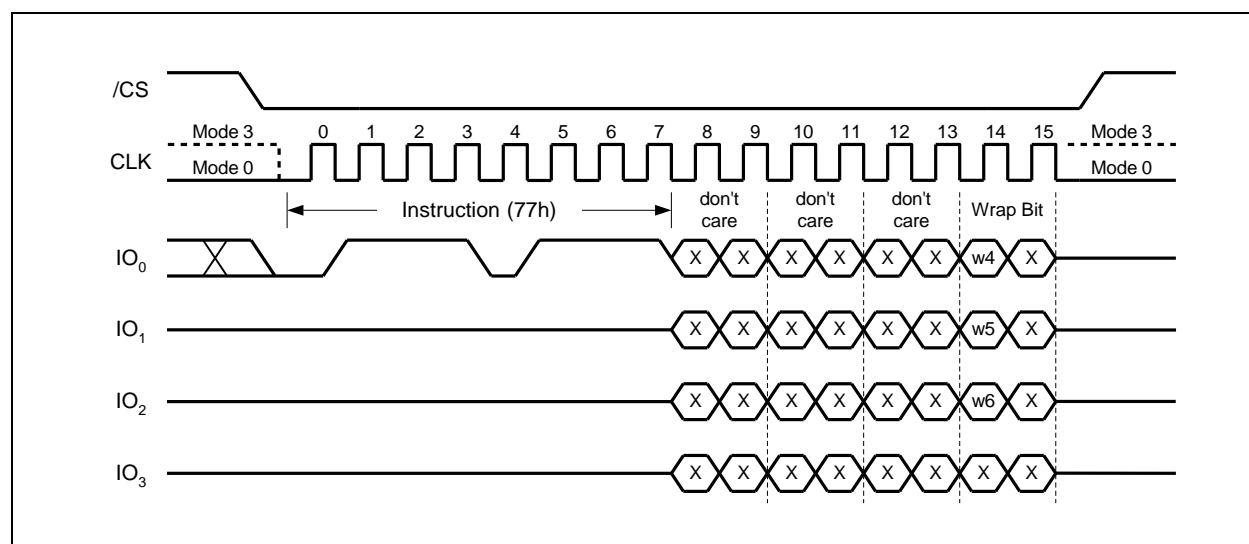 /CS
Mode 3 0 1 2 3 4 5 6 7 8 9 10 11 12 13 14 15 Mode 3
CLK
Mode 0 Mode 0
Instruction (77h) don't care don't care don't care Wrap Bit
IO0 X X X X X X w4 X
IO1 X X X X X X w5 X
IO2 X X X X X X w6 X
IO3 X X X X X X X X